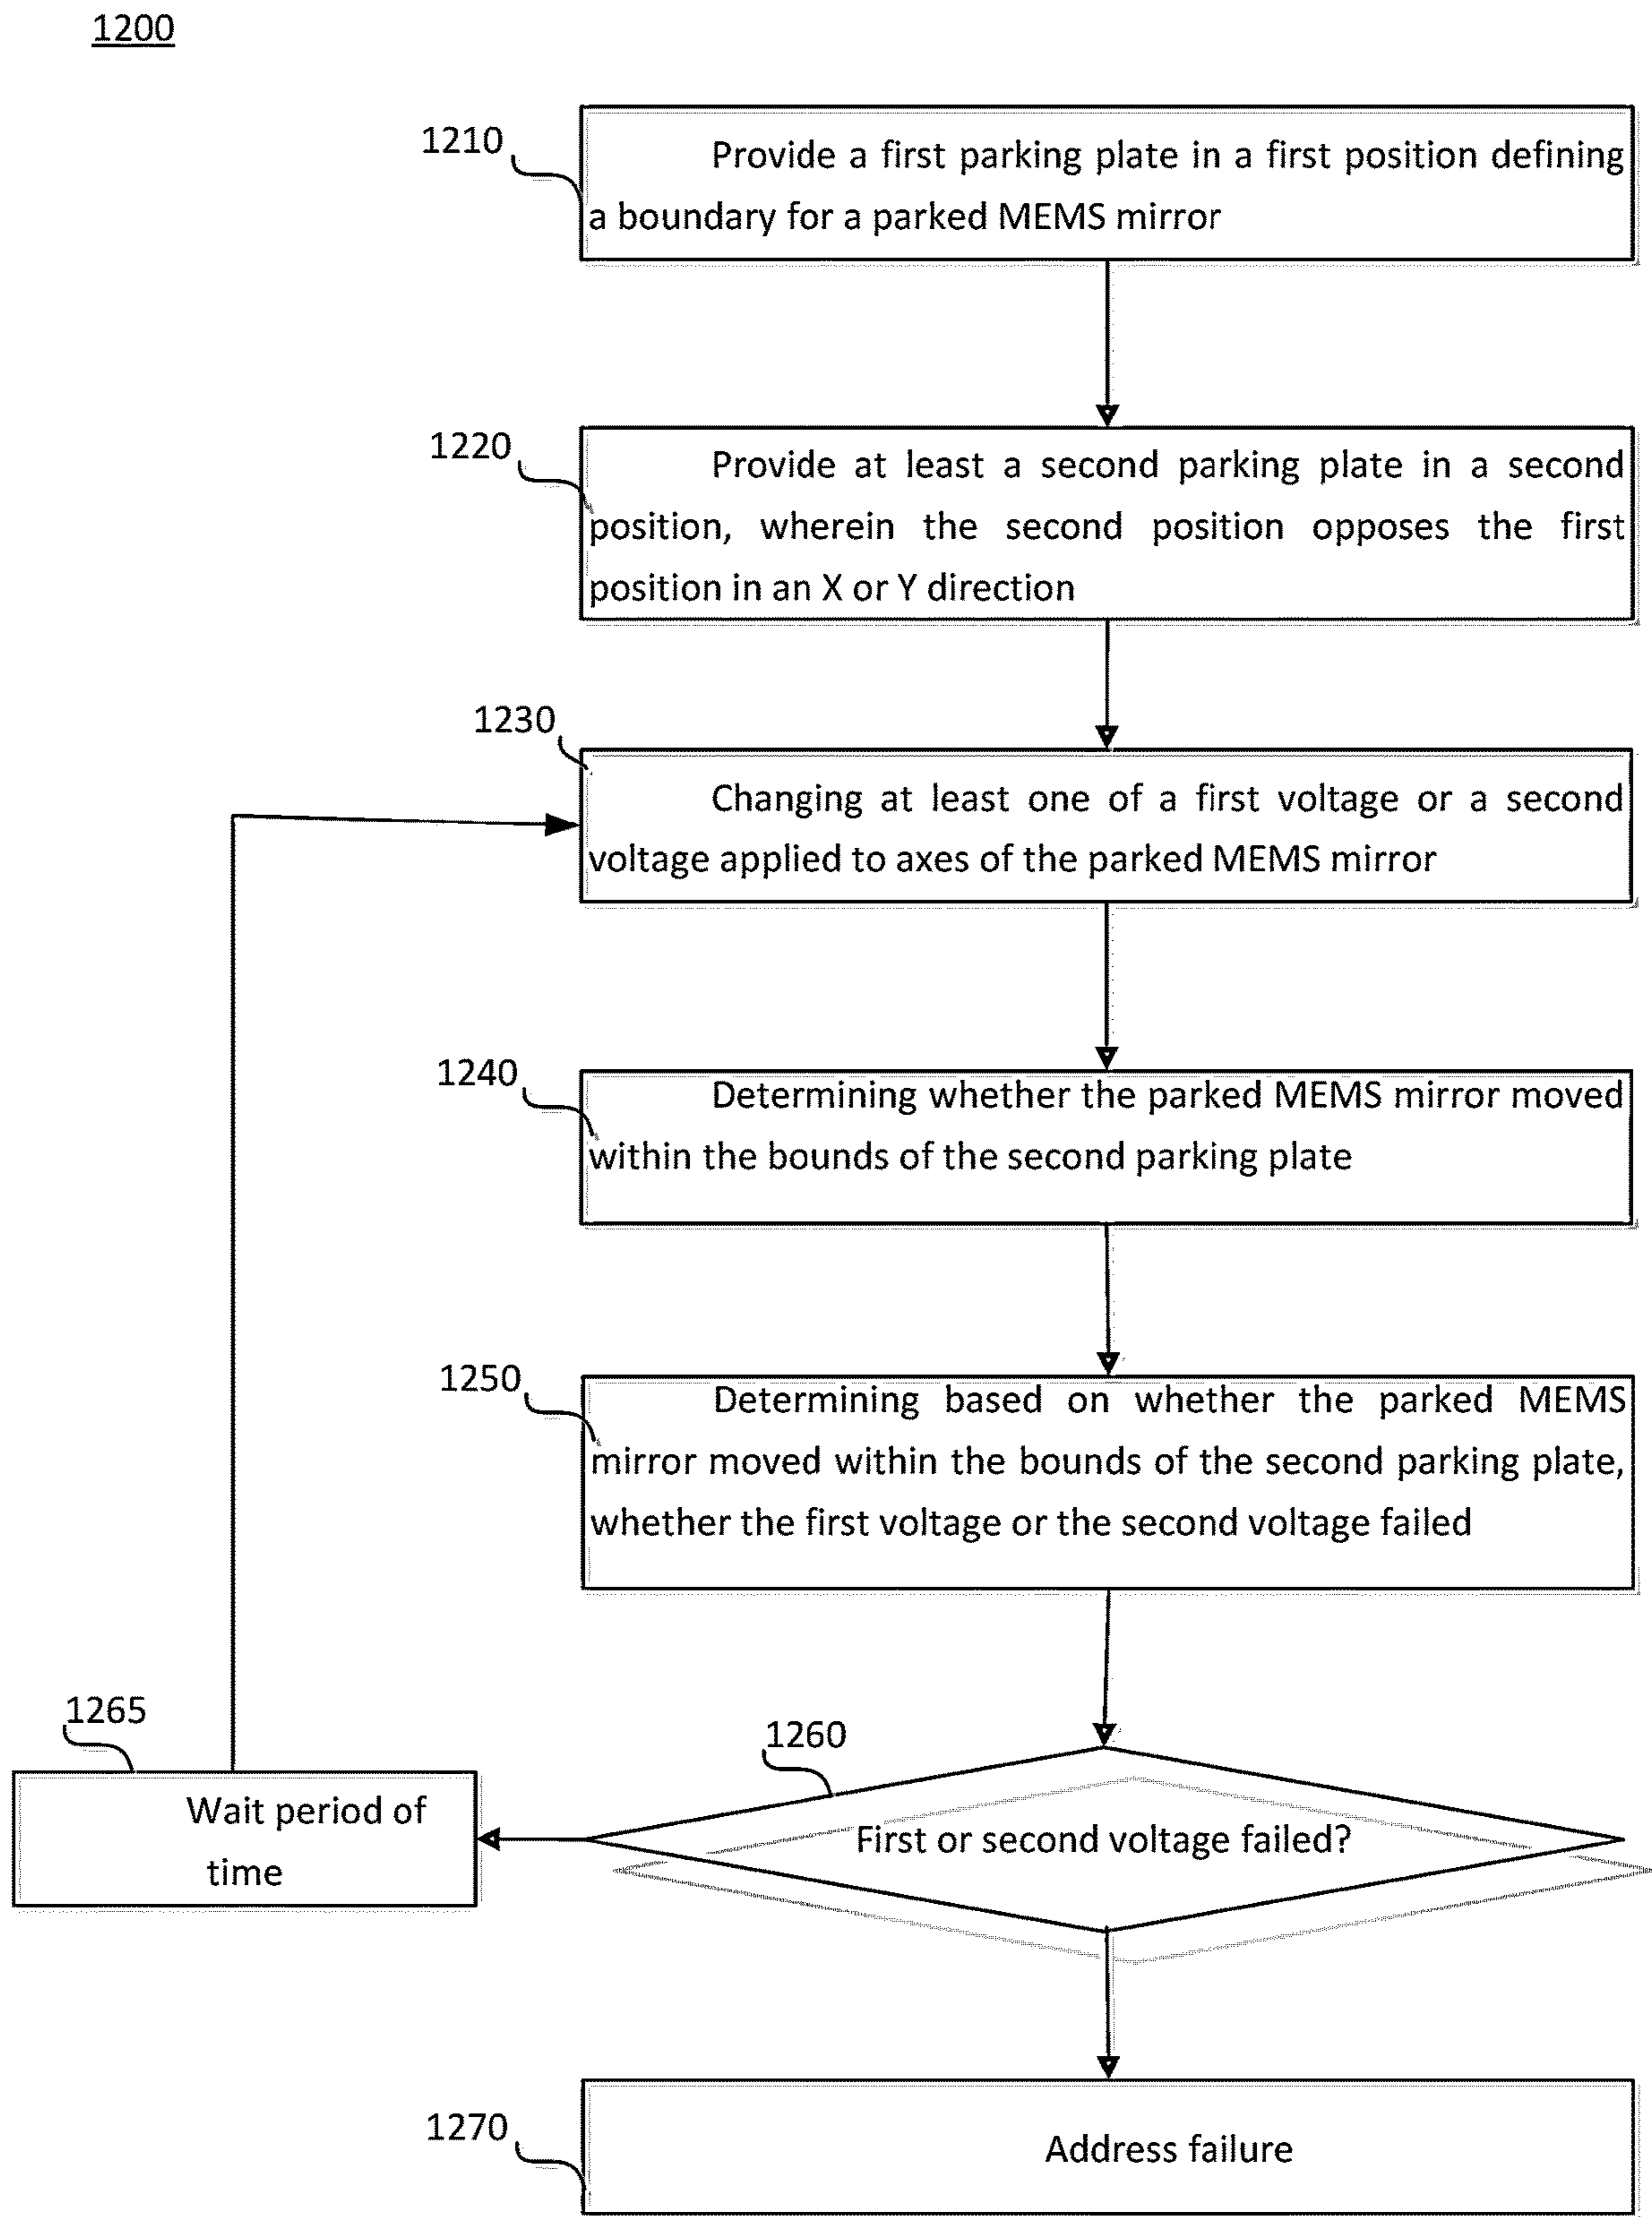 1200
1210
Provide a first parking plate in a first position defining
a boundary for a parked MEMS mirror
1220
Provide at least a second parking plate in a second
position, wherein the second position opposes the first
position in an X or Y direction
1230
Changing at least one of a first voltage or a second
voltage applied to axes of the parked MEMS mirror
1240
Determining whether the parked MEMS mirror moved
within the bounds of the second parking plate
1250
Determining based on whether the parked MEMS
mirror moved within the bounds of the second parking plate,
whether the first voltage or the second voltage failed
1260
First or second voltage failed?
1265
Wait period of
time
1270
Address failure